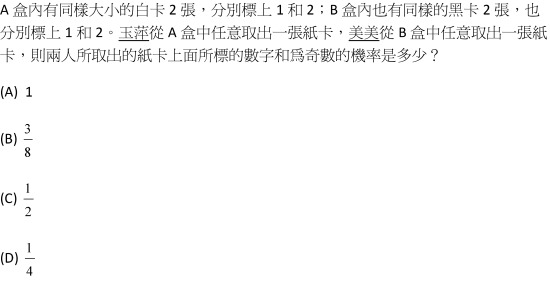 A 盒內有同樣大小的白卡 2 張，分別標上 1 和 2；B 盒內也有同樣的黑卡 2 張，也
分別標上 1 和 2。玉萍從 A 盒中任意取出一張紙卡，美美從 B 盒中任意取出一張紙
卡，則兩人所取出的紙卡上面所標的數字和為奇數的機率是多少？
(A) 1
(B) 3/8
(C) 1/2
(D) 1/4